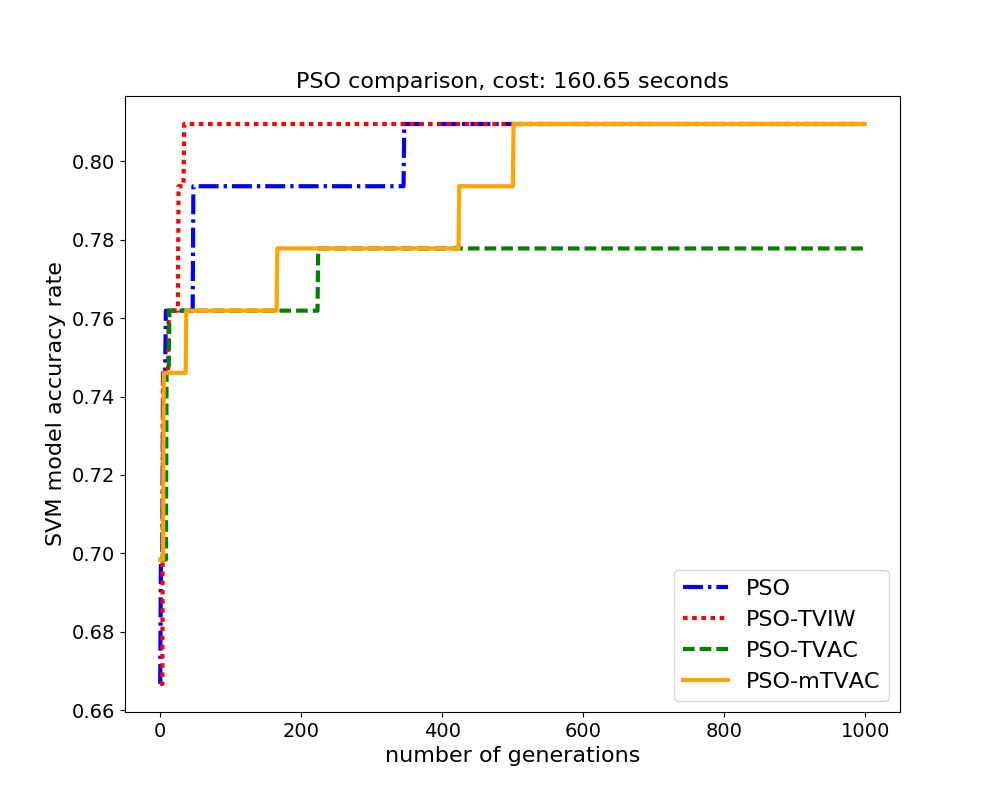 PSO comparison, cost: 160.65 seconds
SVM model accuracy rate
0.80
0.78
0.76
0.74
0.72
0.70
0.68
0.66
0 200 400 600 800 1000
number of generations
PSO
PSO-TVIW
PSO-TVAC
PSO-mTVAC